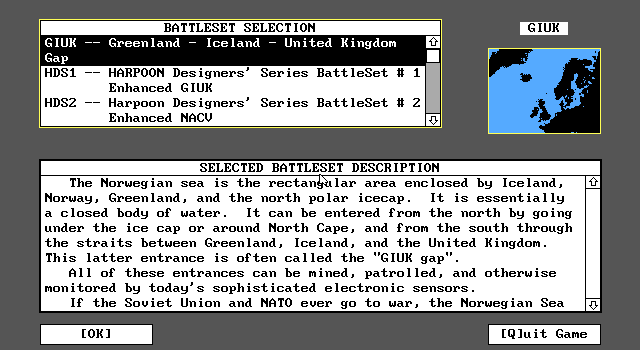 BATTLESET SELECTION
GIUK -- Greenland - Iceland - United Kingdom
Gap
HDS1 -- HARPOON Designers' Series BattleSet # 1
Enhanced GIUK
HDS2 -- Harpoon Designers' Series BattleSet # 2
Enhanced NACV
GIUK
SELECTED BATTLESET DESCRIPTION
The Norwegian sea is the rectangular area enclosed by Iceland,
Norway, Greenland, and the north polar icecap.  It is essentially
a closed body of water.  It can be entered from the north by going
under the ice cap or around North Cape, and from the south through
the straits between Greenland, Iceland, and the United Kingdom.
This latter entrance is often called the "GIUK gap".
All of these entrances can be mined, patrolled, and otherwise
monitored by today's sophisticated electronic sensors.
If the Soviet Union and NATO ever go to war, the Norwegian Sea
[OK]
[Q]uit Game